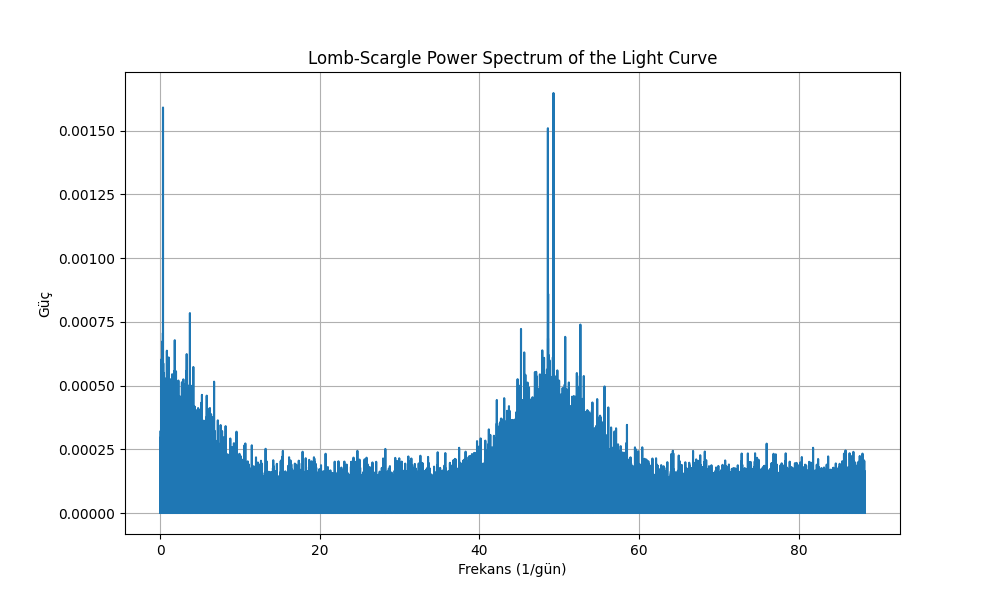 Lomb-Scargle Power Spectrum of the Light Curve
0.00150
0.00125
0.00100
0.00075
0.00050
0.00025
0.00000
Güç
0 20 40 60 80
Frekans (1/gün)